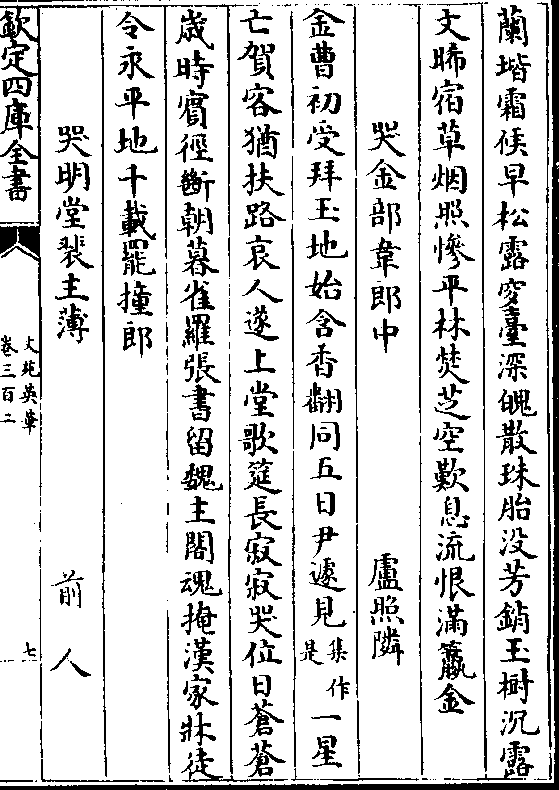 蘭堦霜候早松露穸臺深魄散珠胎没芳銷玉樹沉露
文晞宿草烟照慘平林焚芝空歎息流恨滿籝金
哭金部韋郎中 盧照隣
金曹初受拜玉地始含香翻同五日尹遽見集作是一星
亡賀客猶扶路哀人遂上堂歌筵長寂寂哭位日蒼蒼
歳時賔徑斷朝暮雀羅張書留魏主闊魂掩漢家牀徒
令永平地千載罷撞郎
哭明堂裴主薄 前人
欽定四庫全書
文苑英華
卷三百二
七